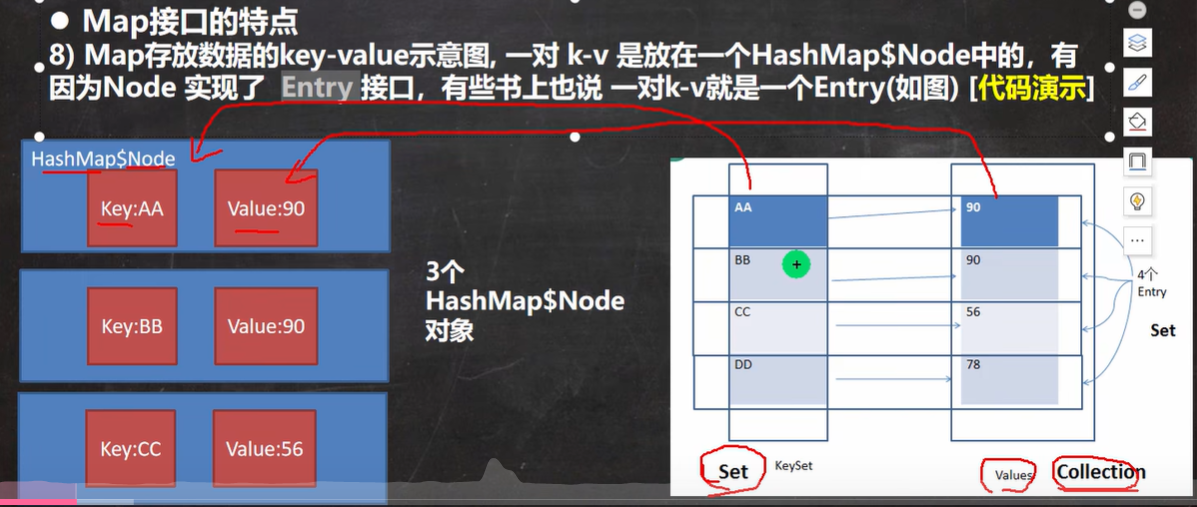 ● Map接口的特点
8) Map存放数据的key-value示意图, 一对 k-v 是放在一个HashMap$Node中的，有
因为Node 实现了 Entry 接口，有些书上也说 一对k-v就是一个Entry(如图) [代码演示]
HashMap$Node
Key:AA
Value:90
Key:BB
Value:90
Key:CC
Value:56
3个
HashMap$Node
对象
AA
90
BB
90
CC
56
DD
78
4个
Entry
Set
Set
KeySet
Values
Collection